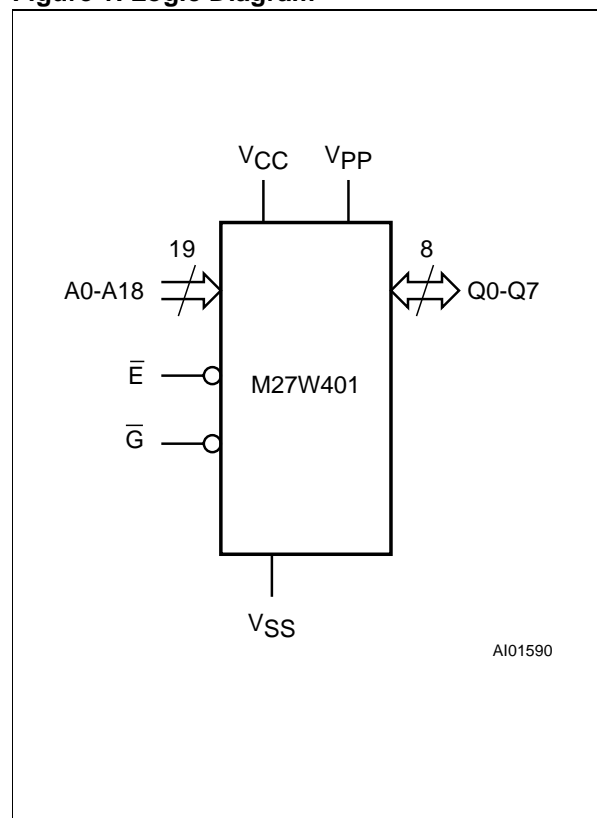 Figure 1. Logic Diagram
VCC VPP
19 8
A0-A18 Q0-Q7
E̅
M27W401
G̅
VSS
AI01590